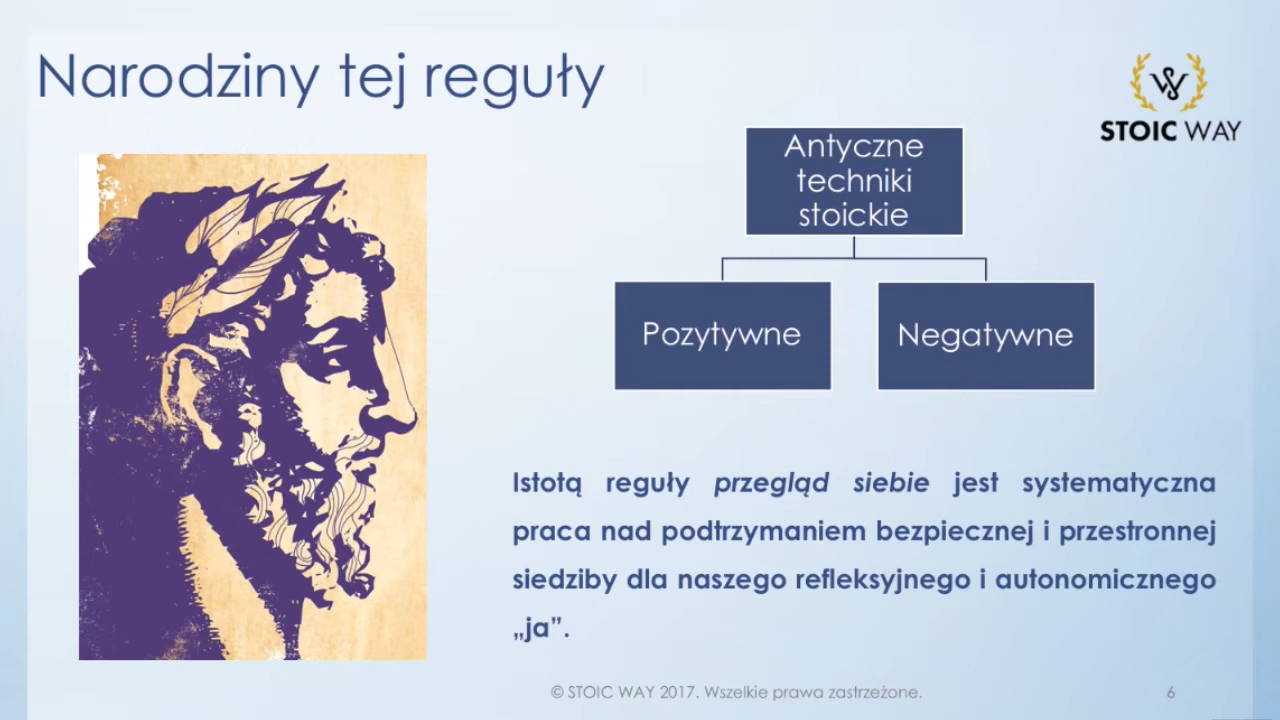 Narodziny tej reguły
STOIC WAY
Antyczne
techniki
stoickie
Pozytywne
Negatywne
Istotą reguły przegląd siebie jest systematyczna
praca nad podtrzymaniem bezpiecznej i przestronnej
siedziby dla naszego refleksyjnego i autonomicznego
„ja”.
© STOIC WAY 2017. Wszelkie prawa zastrzeżone.
6